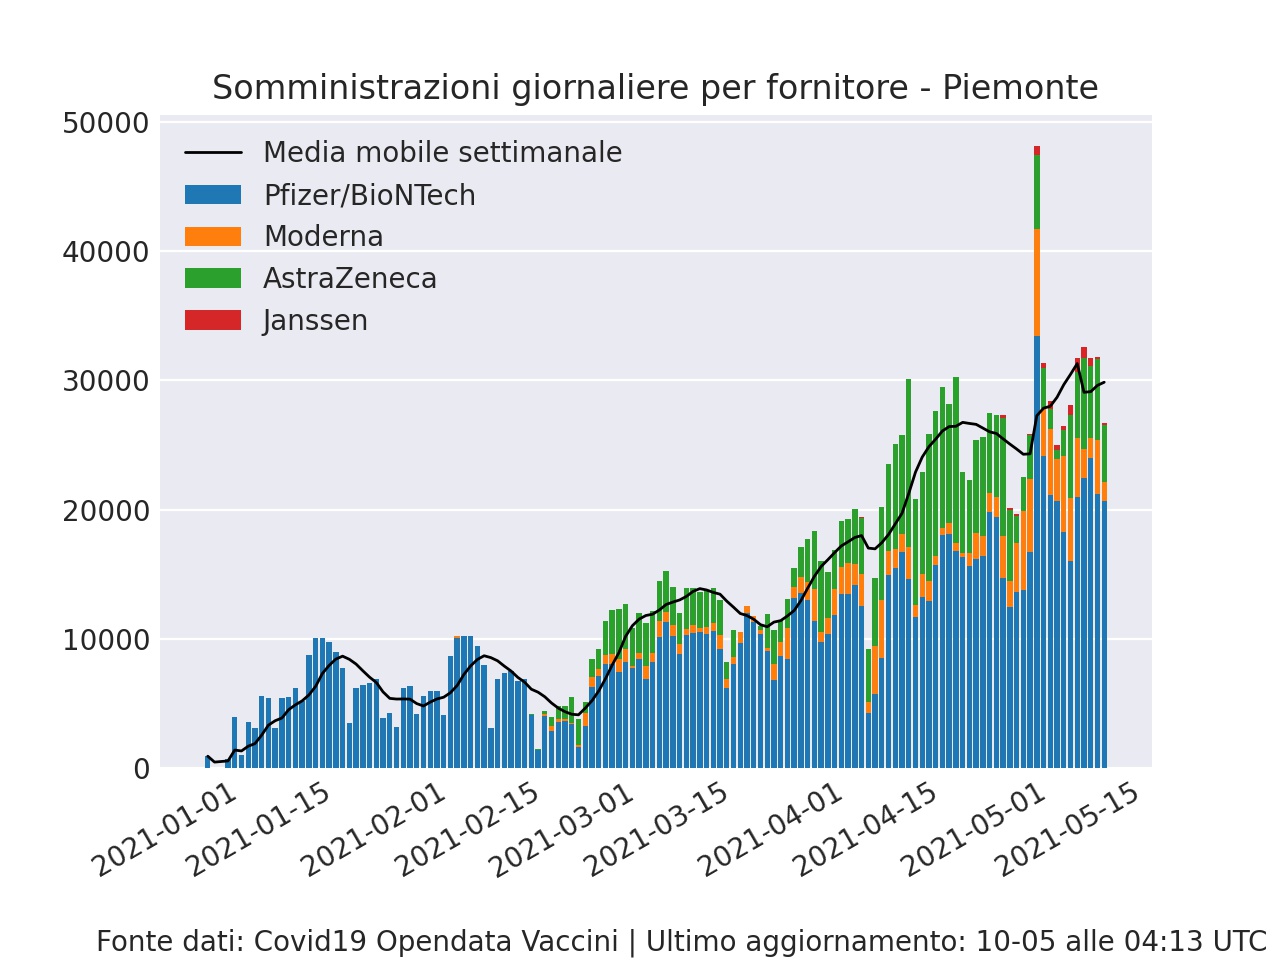 Somministrazioni giornaliere per fornitore - Piemonte
50000
40000
30000
20000
10000
0
Media mobile settimanale
Pfizer/BioNTech
Moderna
AstraZeneca
Janssen
2021-01-01
2021-01-15
2021-02-01
2021-02-15
2021-03-01
2021-03-15
2021-04-01
2021-04-15
2021-05-01
2021-05-15
Fonte dati: Covid19 Opendata Vaccini | Ultimo aggiornamento: 10-05 alle 04:13 UTC